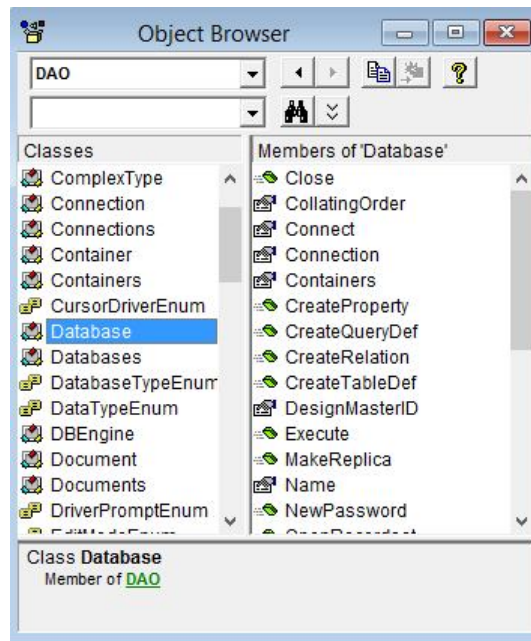 Object Browser
DAO
Classes
ComplexType
Connection
Connections
Container
Containers
CursorDriverEnum
Database
Databases
DatabaseTypeEnum
DataTypeEnum
DBEngine
Document
Documents
DriverPromptEnum
EditModeEnum
Members of 'Database'
Close
CollatingOrder
Connect
Connection
Containers
CreateProperty
CreateQueryDef
CreateRelation
CreateTableDef
DesignMasterID
Execute
MakeReplica
Name
NewPassword
OpenRecordset
Class Database
Member of DAO